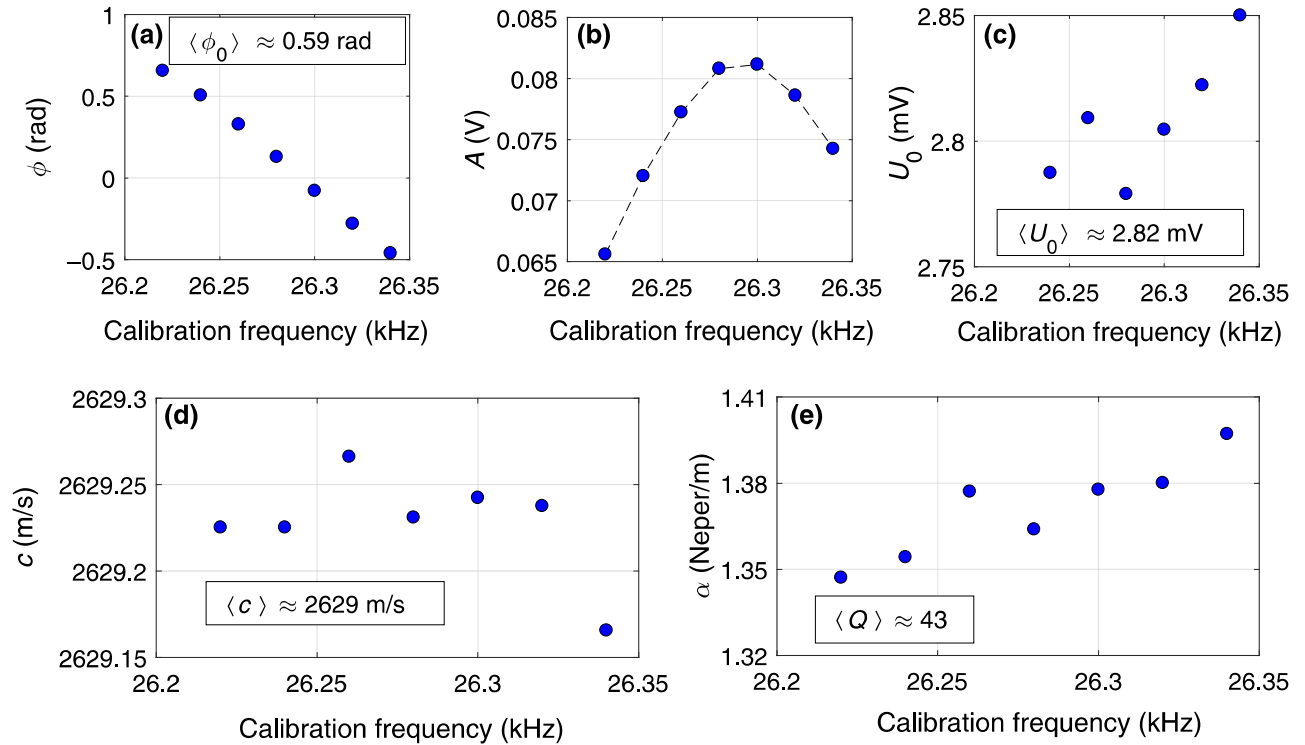 (a)
⟨ϕ0⟩ ≈ 0.59 rad
1
0.5
0
−0.5
ϕ (rad)
26.2 26.25 26.3 26.35
Calibration frequency (kHz)
(b)
0.085
0.08
0.075
0.07
0.065
A (V)
26.2 26.25 26.3 26.35
Calibration frequency (kHz)
(c)
2.85
2.8
2.75
U0 (mV)
⟨U0⟩ ≈ 2.82 mV
26.2 26.25 26.3 26.35
Calibration frequency (kHz)
(d)
2629.3
2629.25
2629.2
2629.15
c (m/s)
⟨c⟩ ≈ 2629 m/s
26.2 26.25 26.3 26.35
Calibration frequency (kHz)
(e)
1.41
1.38
1.35
1.32
α (Neper/m)
⟨Q⟩ ≈ 43
26.2 26.25 26.3 26.35
Calibration frequency (kHz)